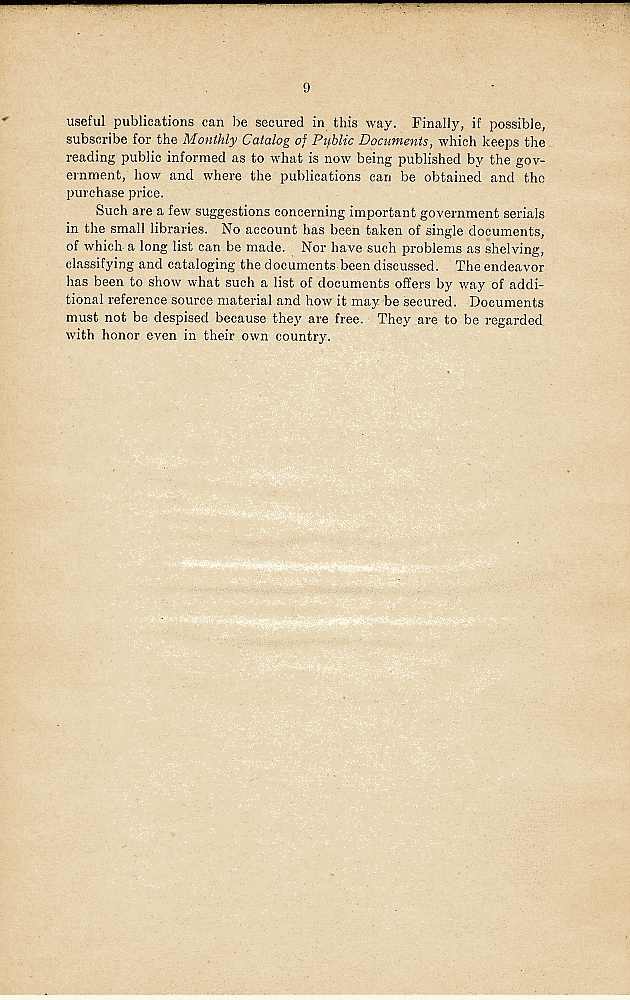 9
useful publications can be secured in this way. Finally, if possible,
subscribe for the Monthly Catalog of Public Documents, which keeps the
reading public informed as to what is now being published by the gov-
ernment, how and where the publications can be obtained and the
purchase price.
Such are a few suggestions concerning important government serials
in the small libraries. No account has been taken of single documents,
of which a long list can be made. Nor have such problems as shelving,
classifying and cataloging the documents been discussed. The endeavor
has been to show what such a list of documents offers by way of addi-
tional reference source material and how it may be secured. Documents
must not be despised because they are free. They are to be regarded
with honor even in their own country.